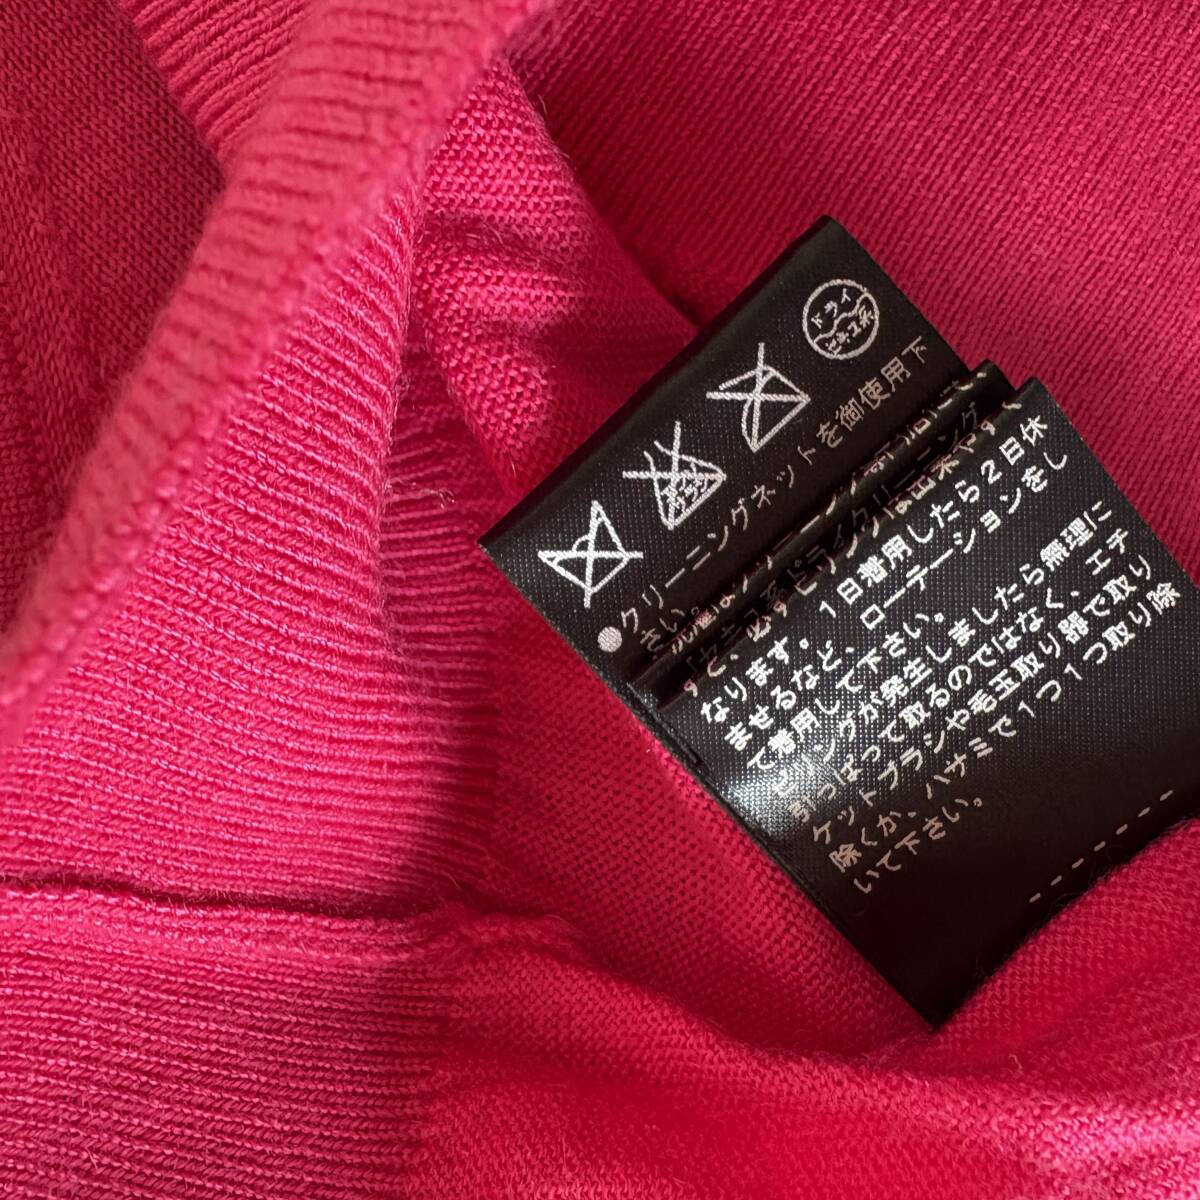 ドライ
セキユ系
●クリーニングネットを御使用下
さい。
なります。1日着用したら2日休
ませるなど、ローテーションをし
て着用して下さい。
ピリングが発生しましたら無理に
引っぱって取るのではなく、エチ
ケットブラシや毛玉取り器で取り
除くか、ハサミで1つ1つ取り除
いて下さい。